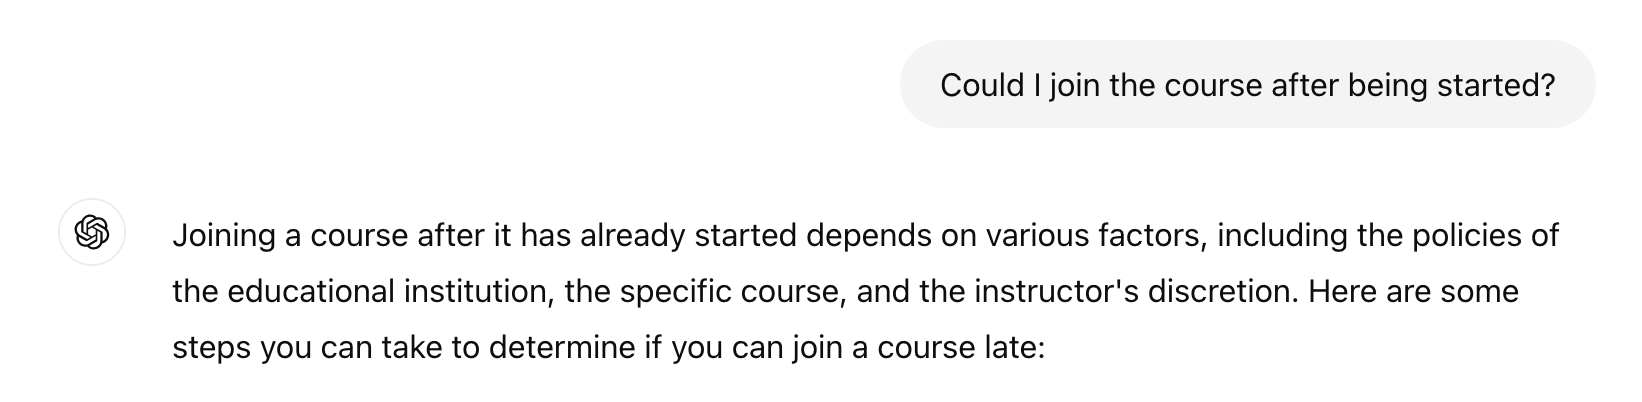 Could I join the course after being started?
Joining a course after it has already started depends on various factors, including the policies of
the educational institution, the specific course, and the instructor's discretion. Here are some
steps you can take to determine if you can join a course late: